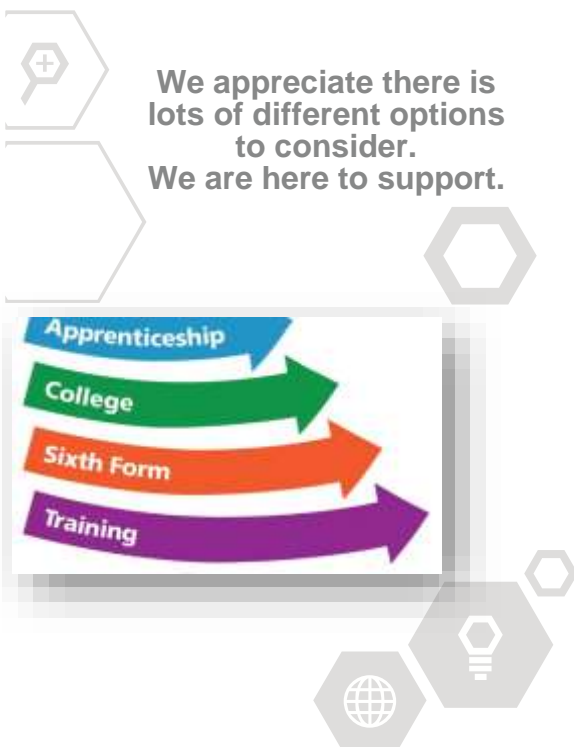 We appreciate there is
lots of different options
to consider.
We are here to support.
Apprenticeship
College
Sixth Form
Training